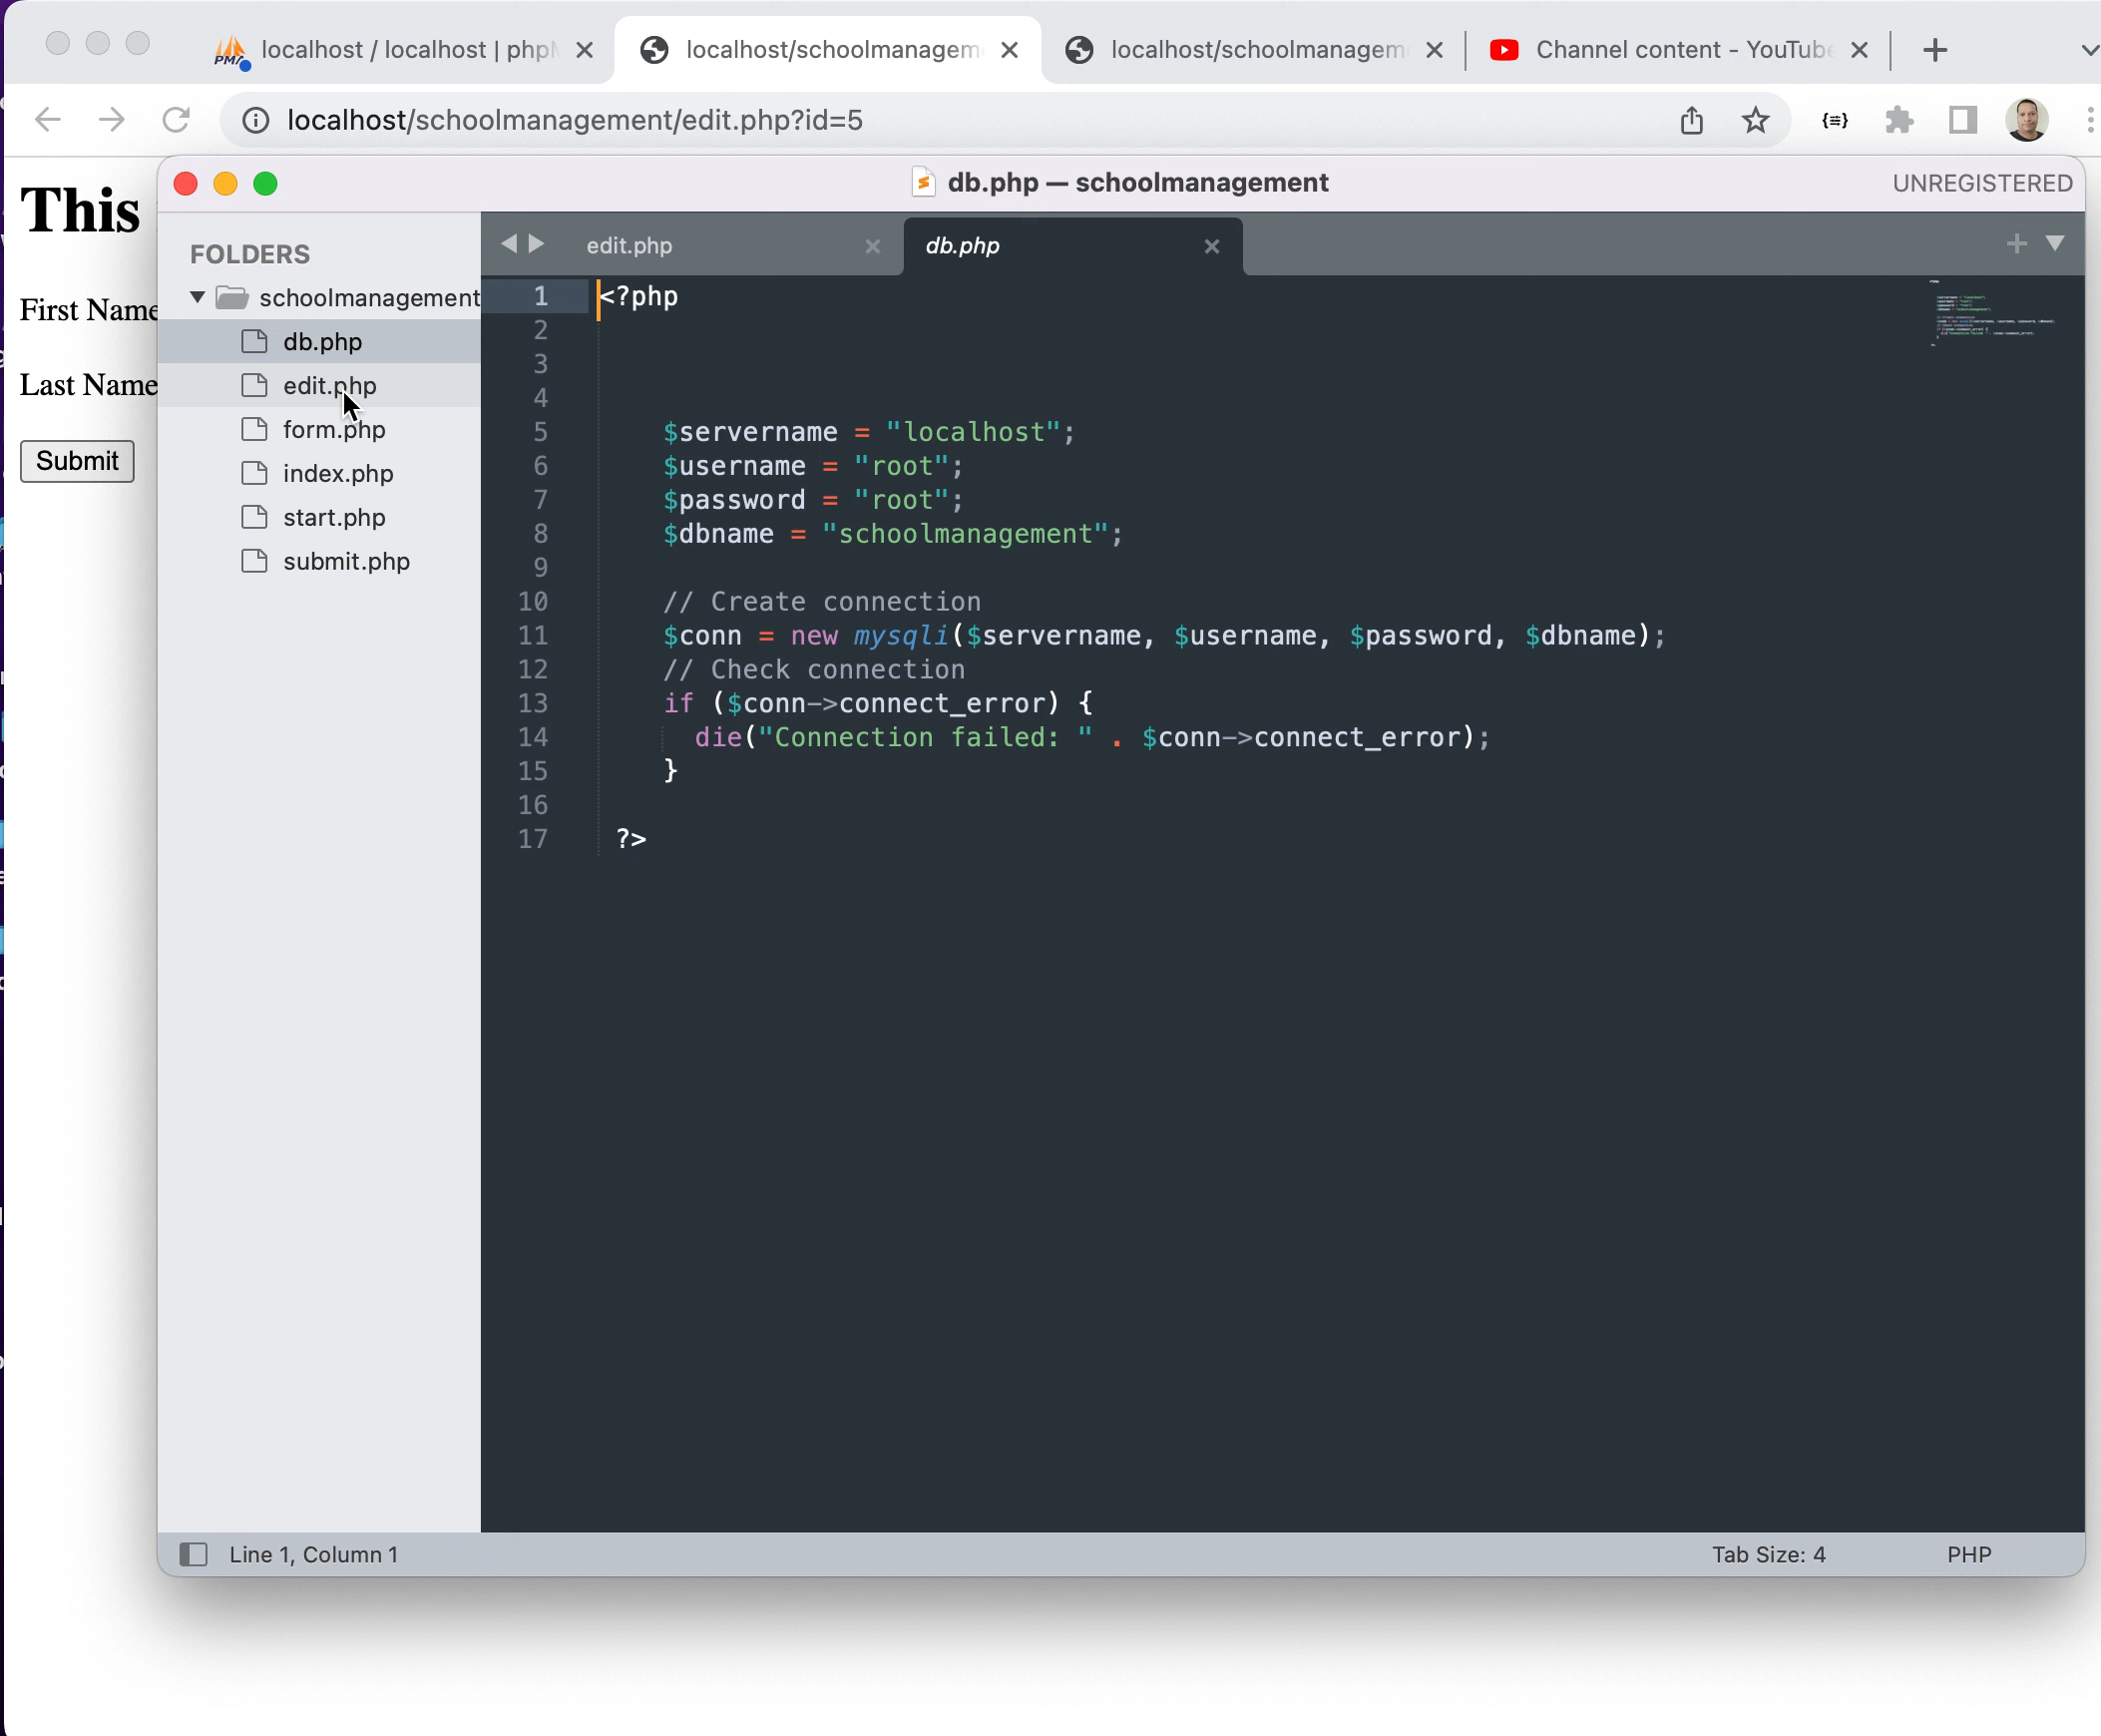 localhost / localhost | php
localhost/schoolmanagem
localhost/schoolmanagem
Channel content - YouTube
localhost/schoolmanagement/edit.php?id=5
This
First Name
Last Name
Submit
db.php — schoolmanagement
UNREGISTERED
FOLDERS
schoolmanagement
db.php
edit.php
form.php
index.php
start.php
submit.php
edit.php
db.php
1 <?php
2
3
4
5 $servername = "localhost";
6 $username = "root";
7 $password = "root";
8 $dbname = "schoolmanagement";
9
10 // Create connection
11 $conn = new mysqli($servername, $username, $password, $dbname);
12 // Check connection
13 if ($conn->connect_error) {
14 die("Connection failed: " . $conn->connect_error);
15 }
16
17 ?>
Line 1, Column 1
Tab Size: 4
PHP